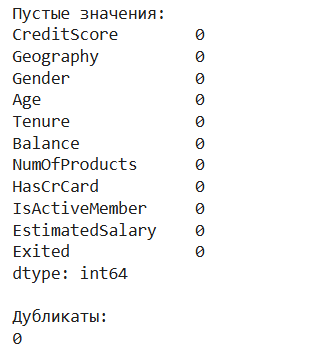 Пустые значения:
CreditScore 0
Geography 0
Gender 0
Age 0
Tenure 0
Balance 0
NumOfProducts 0
HasCrCard 0
IsActiveMember 0
EstimatedSalary 0
Exited 0
dtype: int64
Дубликаты:
0